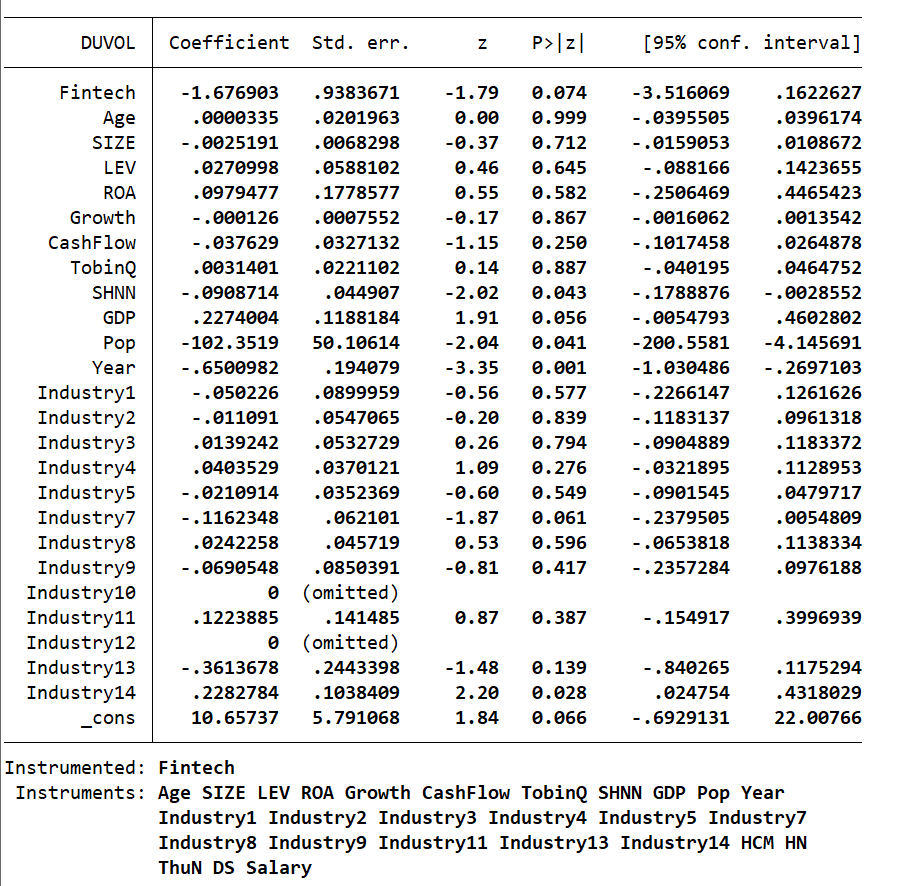 DUVOL Coefficient Std. err. z P>|z| [95% conf. interval]
Fintech -1.676903 .9383671 -1.79 0.074 -3.516069 .1622627
Age .0000335 .0201963 0.00 0.999 -.0395505 .0396174
SIZE -.0025191 .0068298 -0.37 0.712 -.0159053 .0108672
LEV .0270998 .0588102 0.46 0.645 -.088166 .1423655
ROA .0979477 .1778577 0.55 0.582 -.2506469 .4465423
Growth -.000126 .0007552 -0.17 0.867 -.0016062 .0013542
CashFlow -.037629 .0327132 -1.15 0.250 -.1017458 .0264878
TobinQ .0031401 .0221102 0.14 0.887 -.040195 .0464752
SHNN -.0908714 .044907 -2.02 0.043 -.1788876 -.0028552
GDP .2274004 .1188184 1.91 0.056 -.0054793 .4602802
Pop -102.3519 50.10614 -2.04 0.041 -200.5581 -4.145691
Year -.6500982 .194079 -3.35 0.001 -1.030486 -.2697103
Industry1 -.050226 .0899959 -0.56 0.577 -.2266147 .1261626
Industry2 -.011091 .0547065 -0.20 0.839 -.1183137 .0961318
Industry3 .0139242 .0532729 0.26 0.794 -.0904889 .1183372
Industry4 .0403529 .0370121 1.09 0.276 -.0321895 .1128953
Industry5 -.0210914 .0352369 -0.60 0.549 -.0901545 .0479717
Industry7 -.1162348 .062101 -1.87 0.061 -.2379505 .0054809
Industry8 .0242258 .045719 0.53 0.596 -.0653818 .1138334
Industry9 -.0690548 .0850391 -0.81 0.417 -.2357284 .0976188
Industry10 0 (omitted)
Industry11 .1223885 .141485 0.87 0.387 -.154917 .3996939
Industry12 0 (omitted)
Industry13 -.3613678 .2443398 -1.48 0.139 -.840265 .1175294
Industry14 .2282784 .1038409 2.20 0.028 .024754 .4318029
_cons 10.65737 5.791068 1.84 0.066 -.6929131 22.00766
Instrumented: Fintech
Instruments: Age SIZE LEV ROA Growth CashFlow TobinQ SHNN GDP Pop Year
Industry1 Industry2 Industry3 Industry4 Industry5 Industry7
Industry8 Industry9 Industry11 Industry13 Industry14 HCM HN
ThuN DS Salary